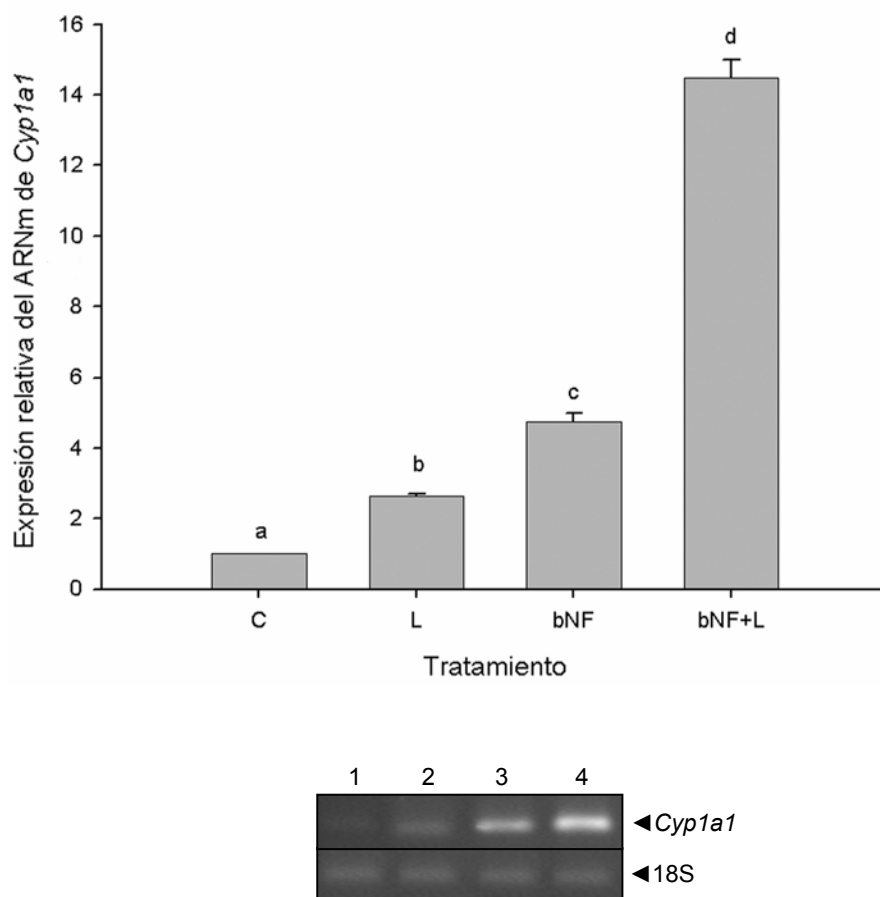 Expresión relativa del ARNm de Cyp1a1
16
14
12
10
8
6
4
2
0
a
b
c
d
C L bNF bNF+L
Tratamiento
1 2 3 4
◄Cyp1a1
◄18S